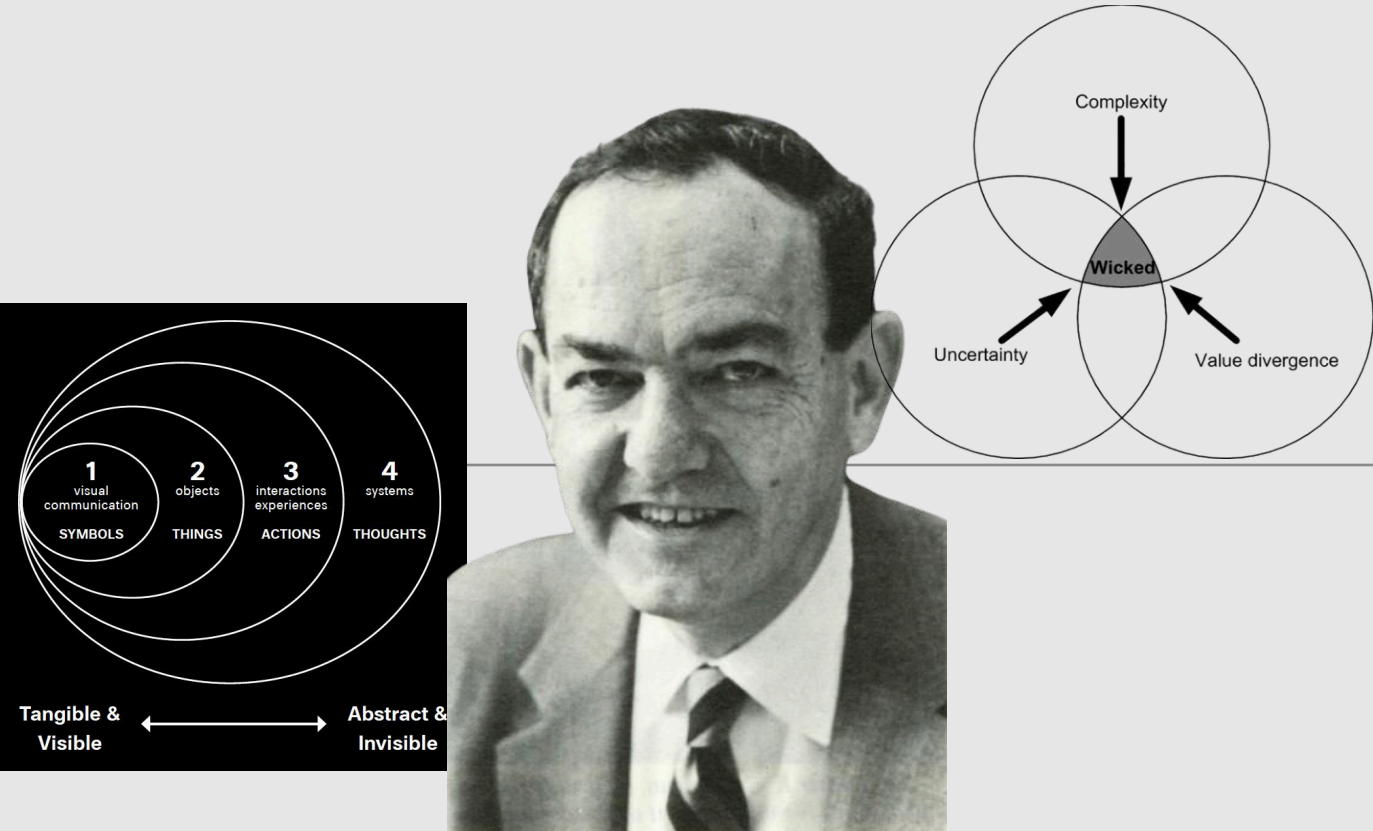 Complexity
Wicked
Uncertainty
Value divergence
1
visual
communication
SYMBOLS
2
objects
THINGS
3
interactions
experiences
ACTIONS
4
systems
THOUGHTS
Tangible &
Visible
Abstract &
Invisible